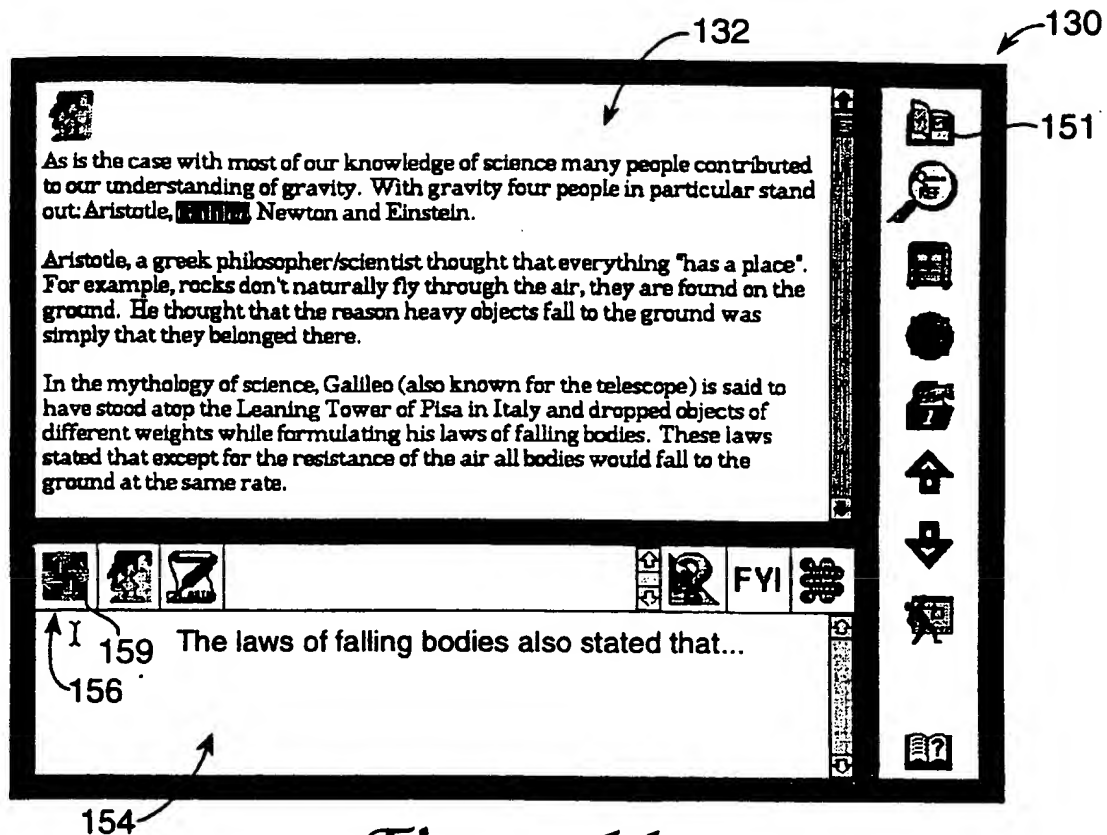 132
130
151
As is the case with most of our knowledge of science many people contributed
to our understanding of gravity. With gravity four people in particular stand
out: Aristotle, Newton and Einstein.
Aristotle, a greek philosopher/scientist thought that everything "has a place".
For example, rocks don't naturally fly through the air, they are found on the
ground. He thought that the reason heavy objects fall to the ground was
simply that they belonged there.
In the mythology of science, Galileo (also known for the telescope) is said to
have stood atop the Leaning Tower of Pisa in Italy and dropped objects of
different weights while formulating his laws of falling bodies. These laws
stated that except for the resistance of the air all bodies would fall to the
ground at the same rate.
REF
1
R FYI
159 The laws of falling bodies also stated that...
156
?
154